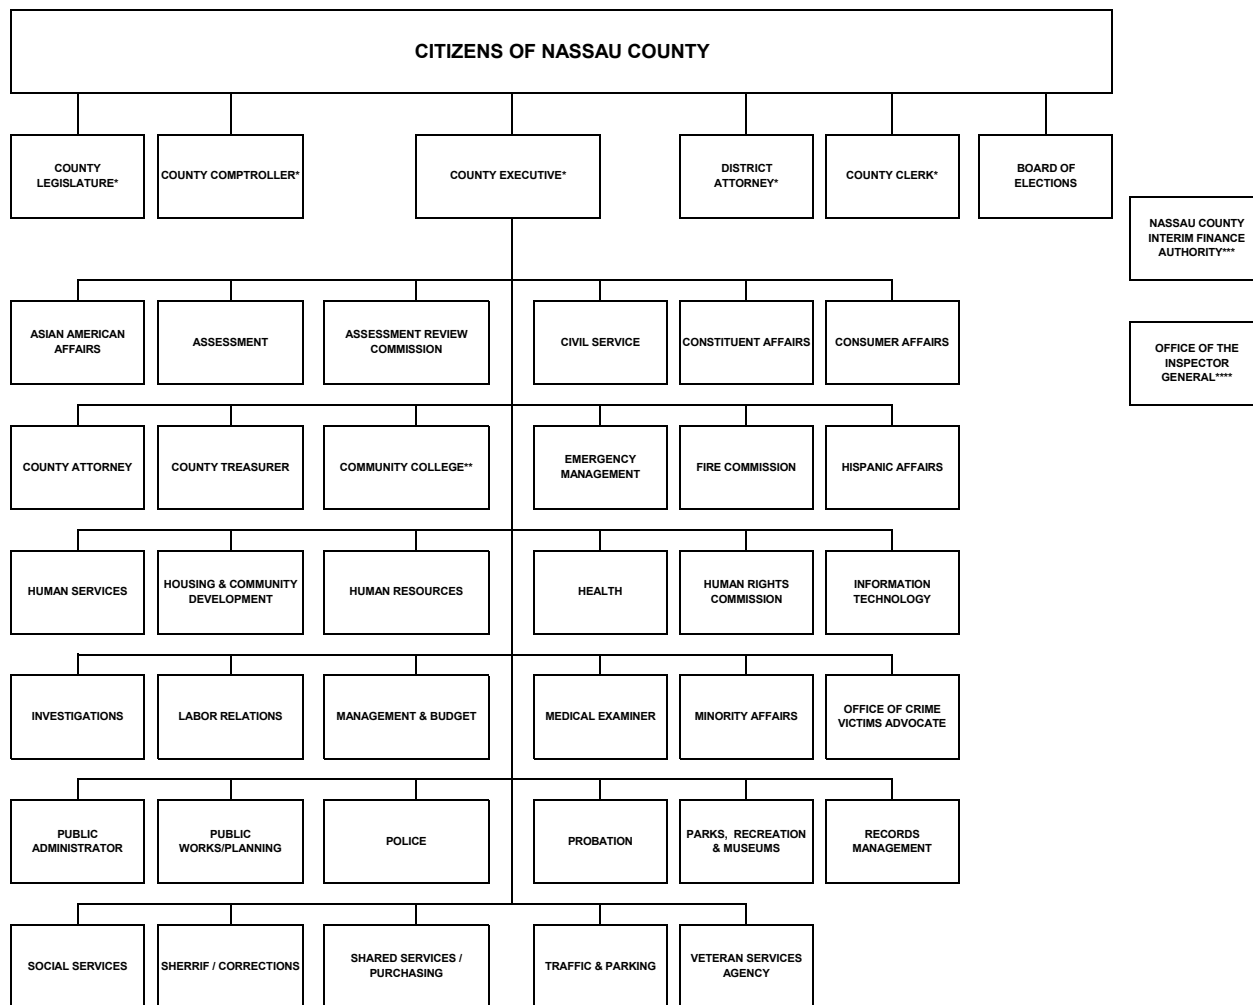 CITIZENS OF NASSAU COUNTY
COUNTY
LEGISLATURE*
COUNTY COMPTROLLER*
COUNTY EXECUTIVE*
DISTRICT
ATTORNEY*
COUNTY CLERK*
BOARD OF
ELECTIONS
NASSAU COUNTY
INTERIM FINANCE
AUTHORITY***
ASIAN AMERICAN
AFFAIRS
ASSESSMENT
ASSESSMENT REVIEW
COMMISSION
CIVIL SERVICE
CONSTITUENT AFFAIRS
CONSUMER AFFAIRS
OFFICE OF THE
INSPECTOR
GENERAL****
COUNTY ATTORNEY
COUNTY TREASURER
COMMUNITY COLLEGE**
EMERGENCY
MANAGEMENT
FIRE COMMISSION
HISPANIC AFFAIRS
HUMAN SERVICES
HOUSING & COMMUNITY
DEVELOPMENT
HUMAN RESOURCES
HEALTH
HUMAN RIGHTS
COMMISSION
INFORMATION
TECHNOLOGY
INVESTIGATIONS
LABOR RELATIONS
MANAGEMENT & BUDGET
MEDICAL EXAMINER
MINORITY AFFAIRS
OFFICE OF CRIME
VICTIMS ADVOCATE
PUBLIC
ADMINISTRATOR
PUBLIC
WORKS/PLANNING
POLICE
PROBATION
PARKS, RECREATION
& MUSEUMS
RECORDS
MANAGEMENT
SOCIAL SERVICES
SHERRIF / CORRECTIONS
SHARED SERVICES /
PURCHASING
TRAFFIC & PARKING
VETERAN SERVICES
AGENCY